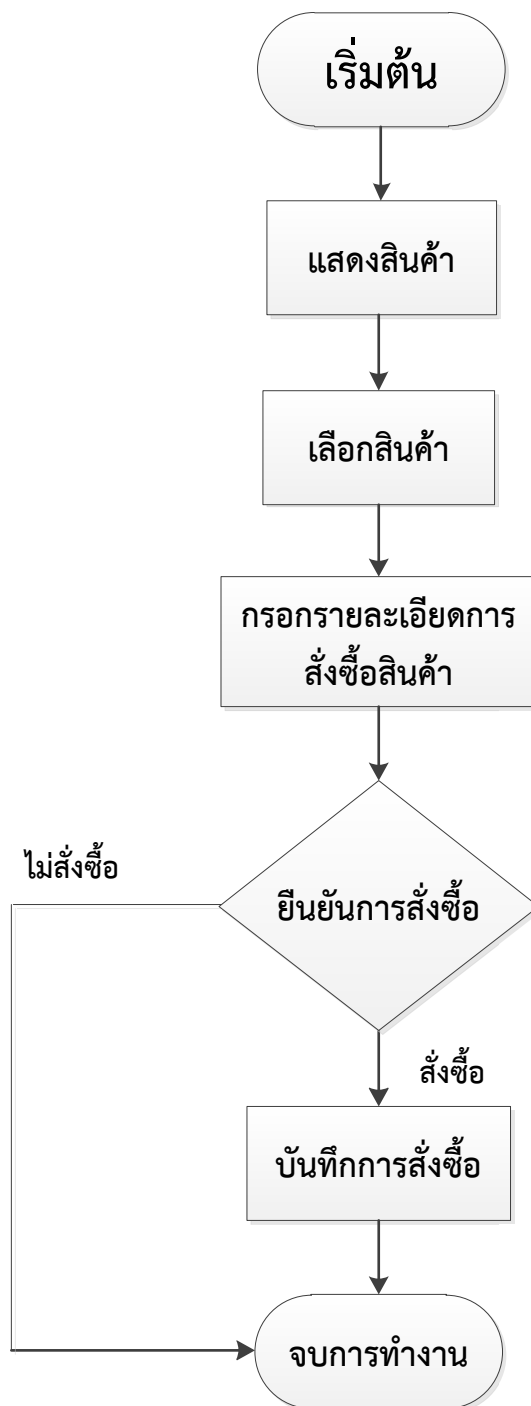 เริ่มต้น
แสดงสินค้า
เลือกสินค้า
กรอกรายละเอียดการ
สั่งซื้อสินค้า
ไม่สั่งซื้อ
ยืนยันการสั่งซื้อ
สั่งซื้อ
บันทึกการสั่งซื้อ
จบการทำงาน